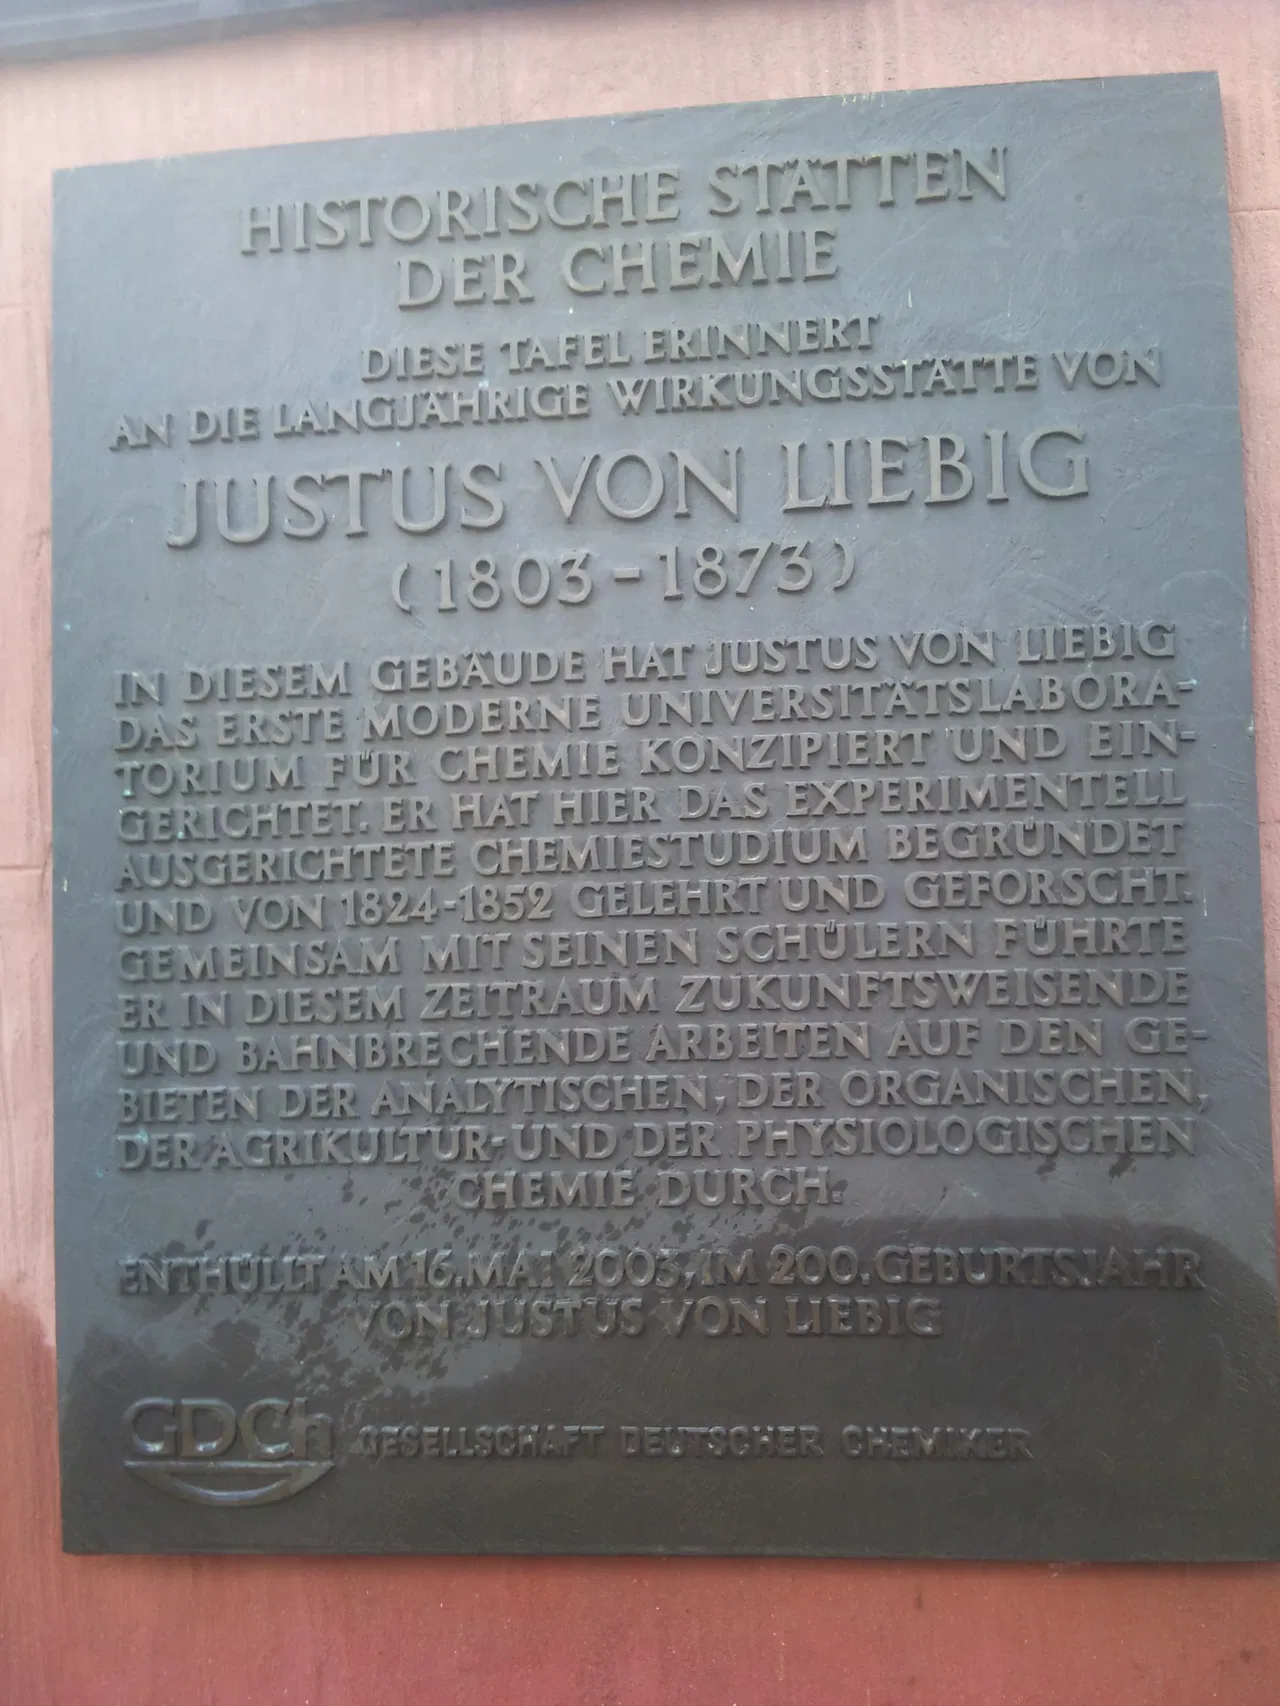 HISTORISCHE STÄTTEN
DER CHEMIE
DIESE TAFEL ERINNERT
AN DIE LANGJÄHRIGE WIRKUNGSSTÄTTE VON
JUSTUS VON LIEBIG
(1803-1873)
IN DIESEM GEBÄUDE HAT JUSTUS VON LIEBIG
DAS ERSTE MODERNE UNIVERSITÄTSLABORA-
TORIUM FÜR CHEMIE KONZIPIERT UND EIN-
GERICHTET. ER HAT HIER DAS EXPERIMENTELL
AUSGERICHTETE CHEMIESTUDIUM BEGRÜNDET
UND VON 1824-1852 GELEHRT UND GEFORSCHT.
GEMEINSAM MIT SEINEN SCHÜLERN FÜHRTE
ER IN DIESEM ZEITRAUM ZUKUNFTSWEISENDE
UND BAHNBRECHENDE ARBEITEN AUF DEN GE-
BIETEN DER ANALYTISCHEN, DER ORGANISCHEN,
DER AGRIKULTUR- UND DER PHYSIOLOGISCHEN
CHEMIE DURCH.
ENTHÜLLT AM 16. MAI 2003, IM 200. GEBURTSJAHR
VON JUSTUS VON LIEBIG
GDCh GESELLSCHAFT DEUTSCHER CHEMIKER